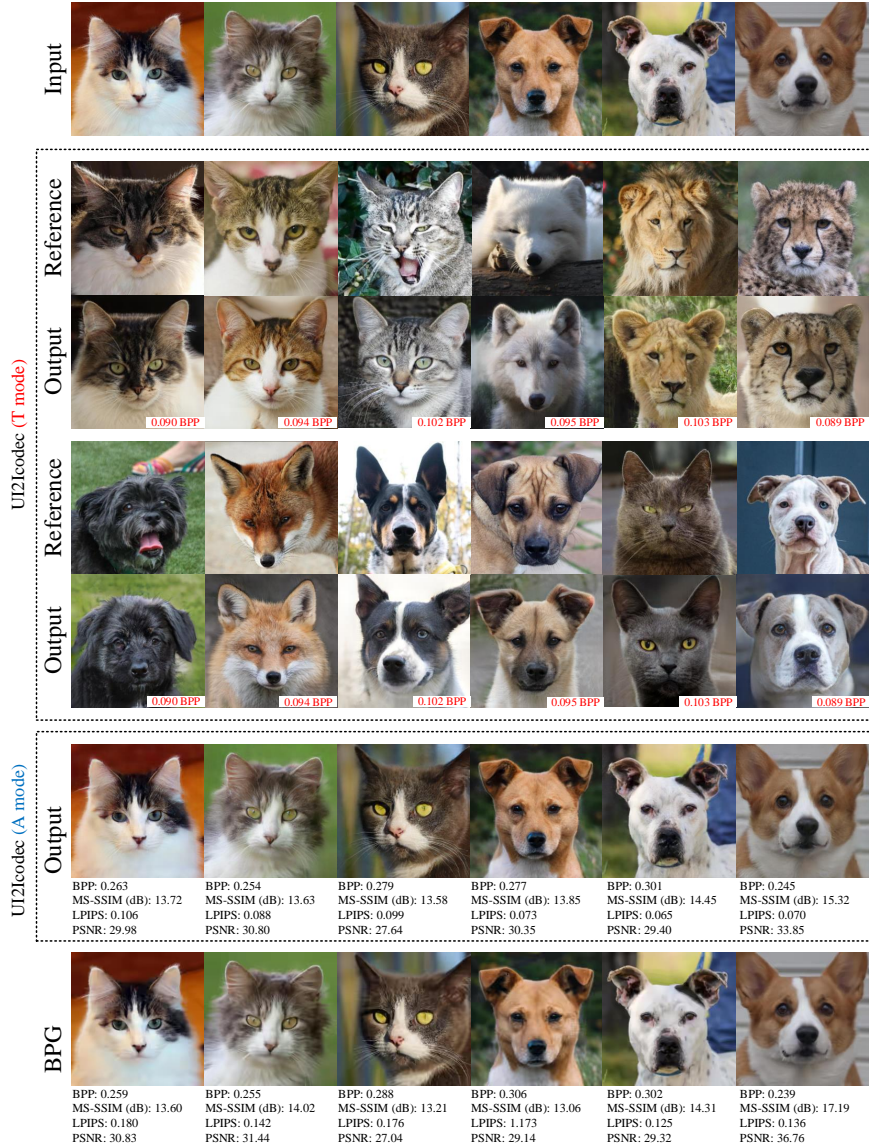 Input
UI2Icodec (T mode)
Reference
Output
0.090 BPP
0.094 BPP
0.102 BPP
0.095 BPP
0.103 BPP
0.089 BPP
Reference
Output
0.090 BPP
0.094 BPP
0.102 BPP
0.095 BPP
0.103 BPP
0.089 BPP
UI2Icodec (A mode)
Output
BPP: 0.263
MS-SSIM (dB): 13.72
LPIPS: 0.106
PSNR: 29.98
BPP: 0.254
MS-SSIM (dB): 13.63
LPIPS: 0.088
PSNR: 30.80
BPP: 0.279
MS-SSIM (dB): 13.58
LPIPS: 0.099
PSNR: 27.64
BPP: 0.277
MS-SSIM (dB): 13.85
LPIPS: 0.073
PSNR: 30.35
BPP: 0.301
MS-SSIM (dB): 14.45
LPIPS: 0.065
PSNR: 29.40
BPP: 0.245
MS-SSIM (dB): 15.32
LPIPS: 0.070
PSNR: 33.85
BPG
BPP: 0.259
MS-SSIM (dB): 13.60
LPIPS: 0.180
PSNR: 30.83
BPP: 0.255
MS-SSIM (dB): 14.02
LPIPS: 0.142
PSNR: 31.44
BPP: 0.288
MS-SSIM (dB): 13.21
LPIPS: 0.176
PSNR: 27.04
BPP: 0.306
MS-SSIM (dB): 13.06
LPIPS: 1.173
PSNR: 29.14
BPP: 0.302
MS-SSIM (dB): 14.31
LPIPS: 0.125
PSNR: 29.32
BPP: 0.239
MS-SSIM (dB): 17.19
LPIPS: 0.136
PSNR: 36.76